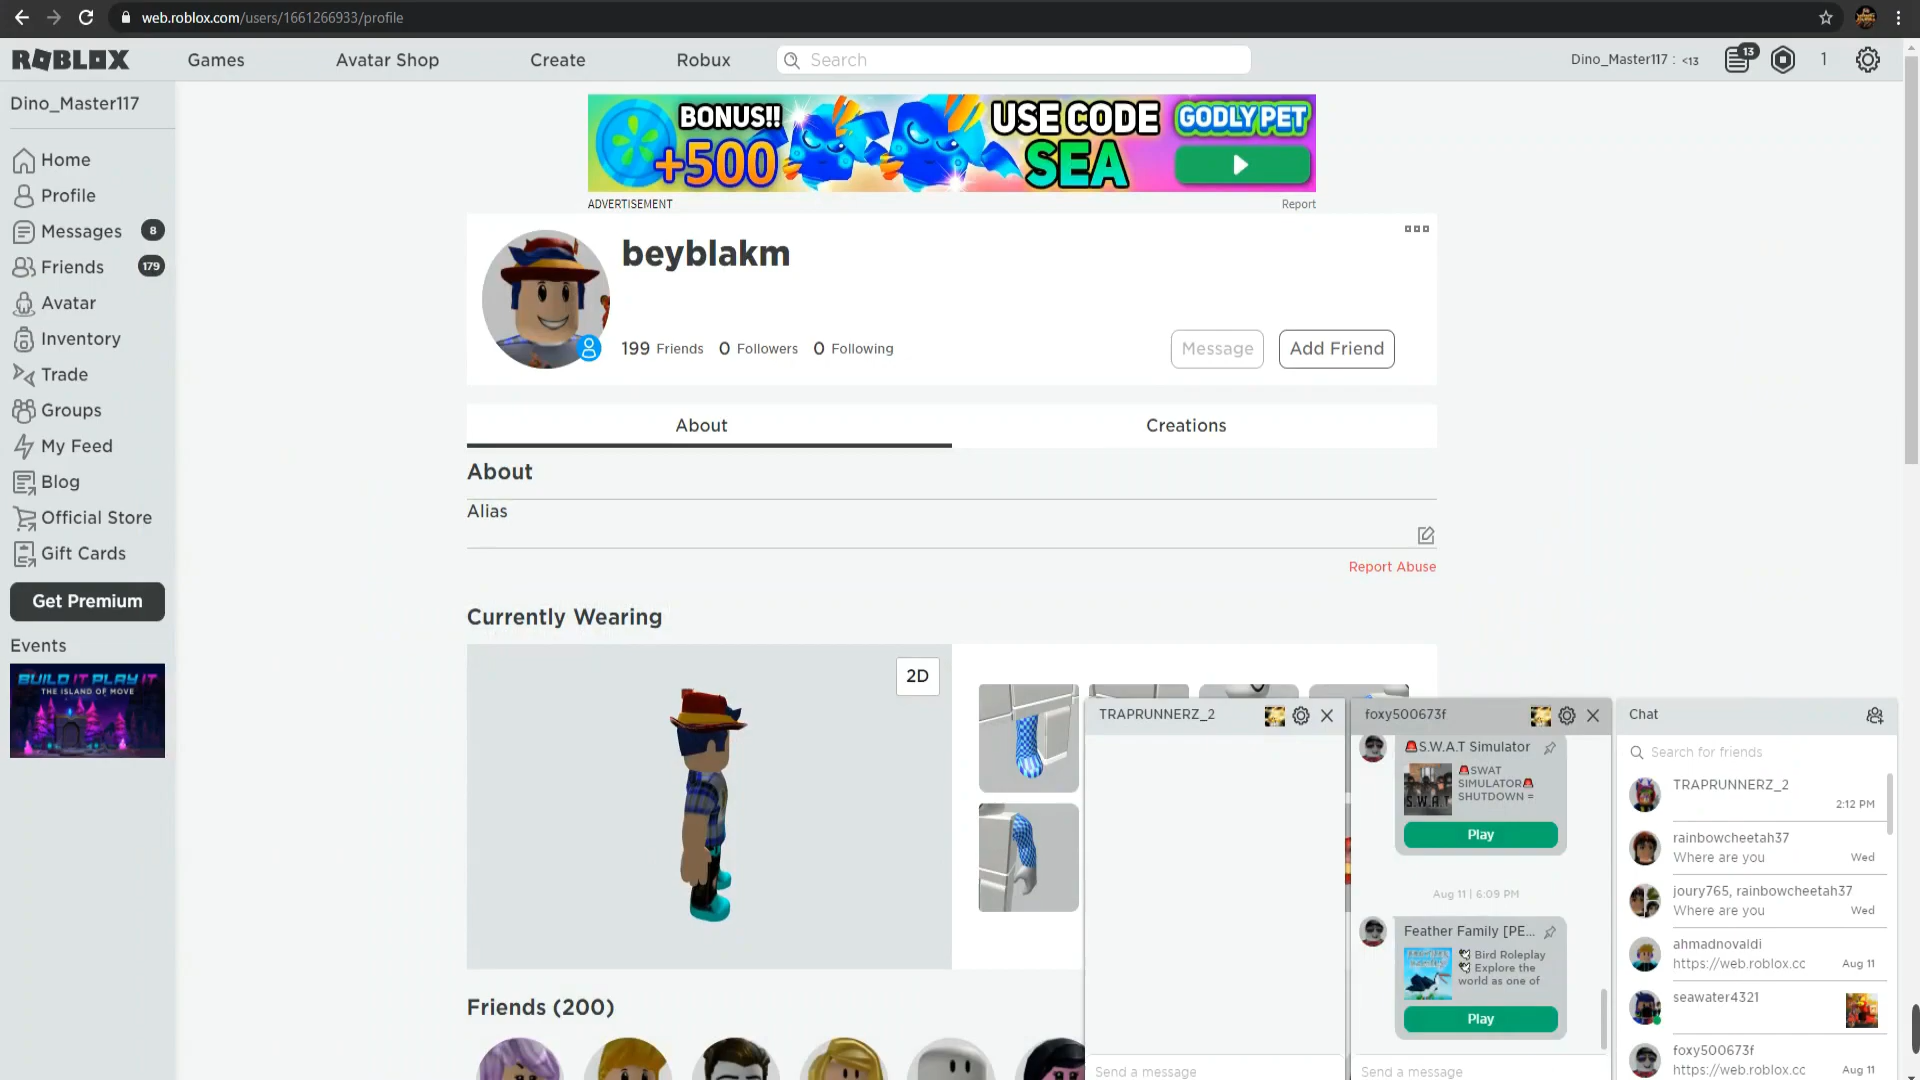 web.roblox.com/users/1661266933/profile
ROBLOX
Games
Avatar Shop
Create
Robux
Search
Dino_Master117 : <13
13
1
Dino_Master117
Home
Profile
Messages 8
Friends 179
Avatar
Inventory
Trade
Groups
My Feed
Blog
Official Store
Gift Cards
Get Premium
Events
BUILD IT PLAY IT
THE ISLAND OF MOVE
BONUS!!
+500
USE CODE
SEA
GODLY PET
ADVERTISEMENT
Report
beyblakm
199 Friends 0 Followers 0 Following
Message
Add Friend
About
Creations
About
Alias
Report Abuse
Currently Wearing
2D
Friends (200)
TRAPRUNNERZ_2
Send a message
foxy500673f
🚨S.W.A.T Simulator
🚨SWAT
SIMULATOR🚨
SHUTDOWN =
S.W.A.T
Play
Aug 11 | 6:09 PM
Feather Family [PE...
🕊 Bird Roleplay
🕊 Explore the
world as one of
Play
Send a message
Chat
Search for friends
TRAPRUNNERZ_2
2:12 PM
rainbowcheetah37
Where are you Wed
joury765, rainbowcheetah37
Where are you Wed
ahmadnovaldi
https://web.roblox.cc Aug 11
seawater4321
foxy500673f
https://web.roblox.cc Aug 11